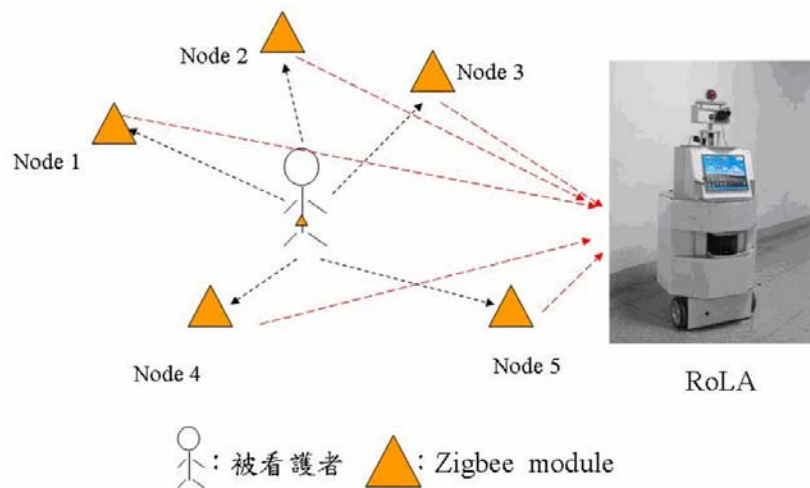 Node 2
Node 3
Node 1
Node 4
Node 5
RoLA
: 被看護者
: Zigbee module